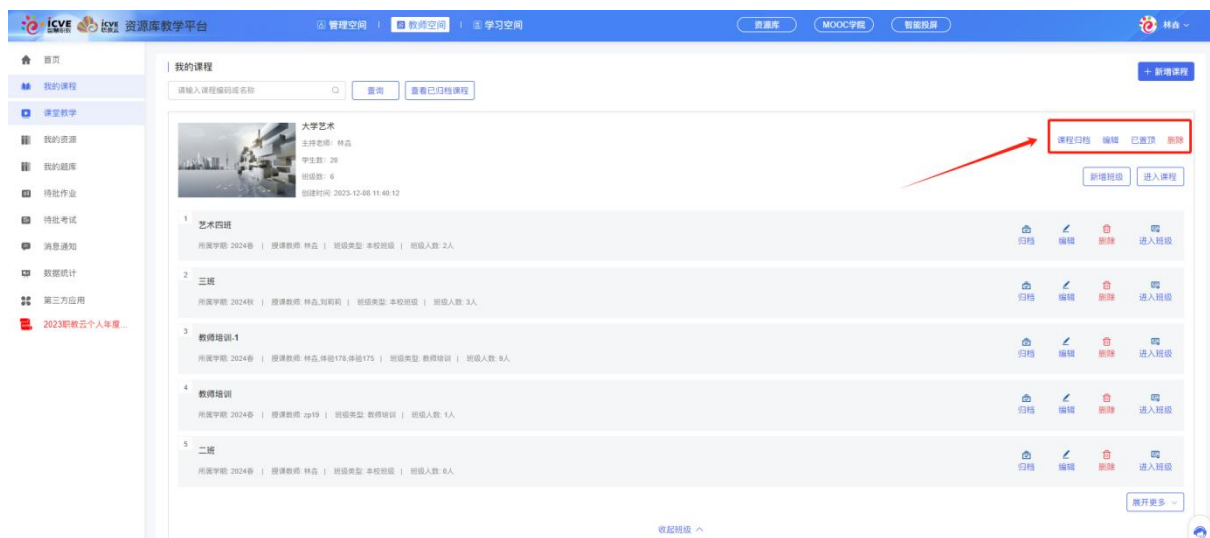 icve 智慧职教 icve 职教云 资源库教学平台 管理空间 教师空间 学习空间 资源库 MOOC学院 智能投屏 林垚
首页
我的课程
课堂教学
我的资源
我的题库
待批作业
待批考试
消息通知
数据统计
第三方应用
2023职教云个人年度...
我的课程
+ 新增课程
请输入课程编码或名称 查询 查看已归档课程
大学艺术
主持老师：林垚
学生数：28
班级数：6
创建时间: 2023-12-08 11:40:12
课程归档 编辑 已置顶 删除
新增班级 进入课程
1 艺术四班
所属学期: 2024春 | 授课教师: 林垚 | 班级类型: 本校班级 | 班级人数: 2人
归档 编辑 删除 进入班级
2 三班
所属学期: 2024秋 | 授课教师: 林垚,刘莉莉 | 班级类型: 本校班级 | 班级人数: 3人
归档 编辑 删除 进入班级
3 教师培训-1
所属学期: 2024春 | 授课教师: 林垚,体验176,体验175 | 班级类型: 教师培训 | 班级人数: 9人
归档 编辑 删除 进入班级
4 教师培训
所属学期: 2024春 | 授课教师: zp19 | 班级类型: 教师培训 | 班级人数: 1人
归档 编辑 删除 进入班级
5 二班
所属学期: 2024春 | 授课教师: 林垚 | 班级类型: 本校班级 | 班级人数: 8人
归档 编辑 删除 进入班级
展开更多
收起班级